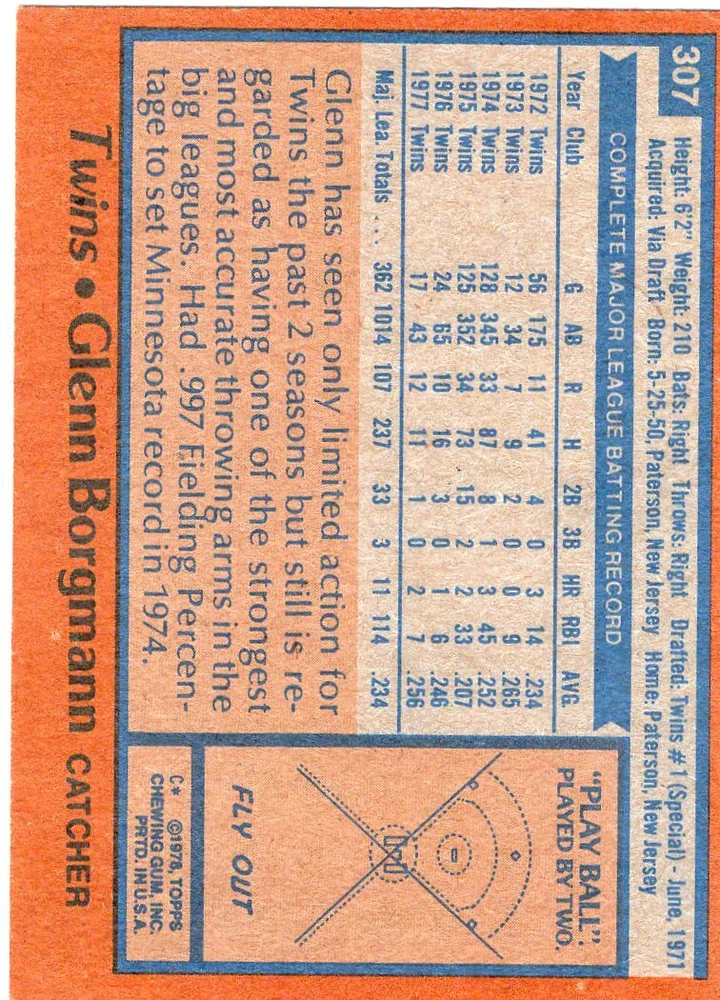 307
Height: 6'2" Weight: 210 Bats: Right Throws: Right Drafted: Twins #1 (Special) - June, 1971
Acquired: Via Draft Born: 5-25-50, Paterson, New Jersey Home: Paterson, New Jersey
COMPLETE MAJOR LEAGUE BATTING RECORD
Year Club G AB R H 2B 3B HR RBI AVG.
1972 Twins 56 175 11 41 4 0 3 14 .234
1973 Twins 12 34 7 9 2 0 0 9 .265
1974 Twins 128 345 33 87 8 1 3 45 .252
1975 Twins 125 352 34 73 15 2 2 33 .207
1976 Twins 24 65 10 16 3 0 1 6 .246
1977 Twins 17 43 12 11 1 0 2 7 .256
Maj. Lea. Totals . . . 362 1014 107 237 33 3 11 114 .234
Glenn has seen only limited action for
Twins the past 2 seasons but still is re-
garded as having one of the strongest
and most accurate throwing arms in the
big leagues. Had .997 Fielding Percen-
tage to set Minnesota record in 1974.
"PLAY BALL":
PLAYED BY TWO.
FLY OUT
C* ©1978, TOPPS
CHEWING GUM, INC.
PRTD. IN U.S.A.
Twins • Glenn Borgmann CATCHER